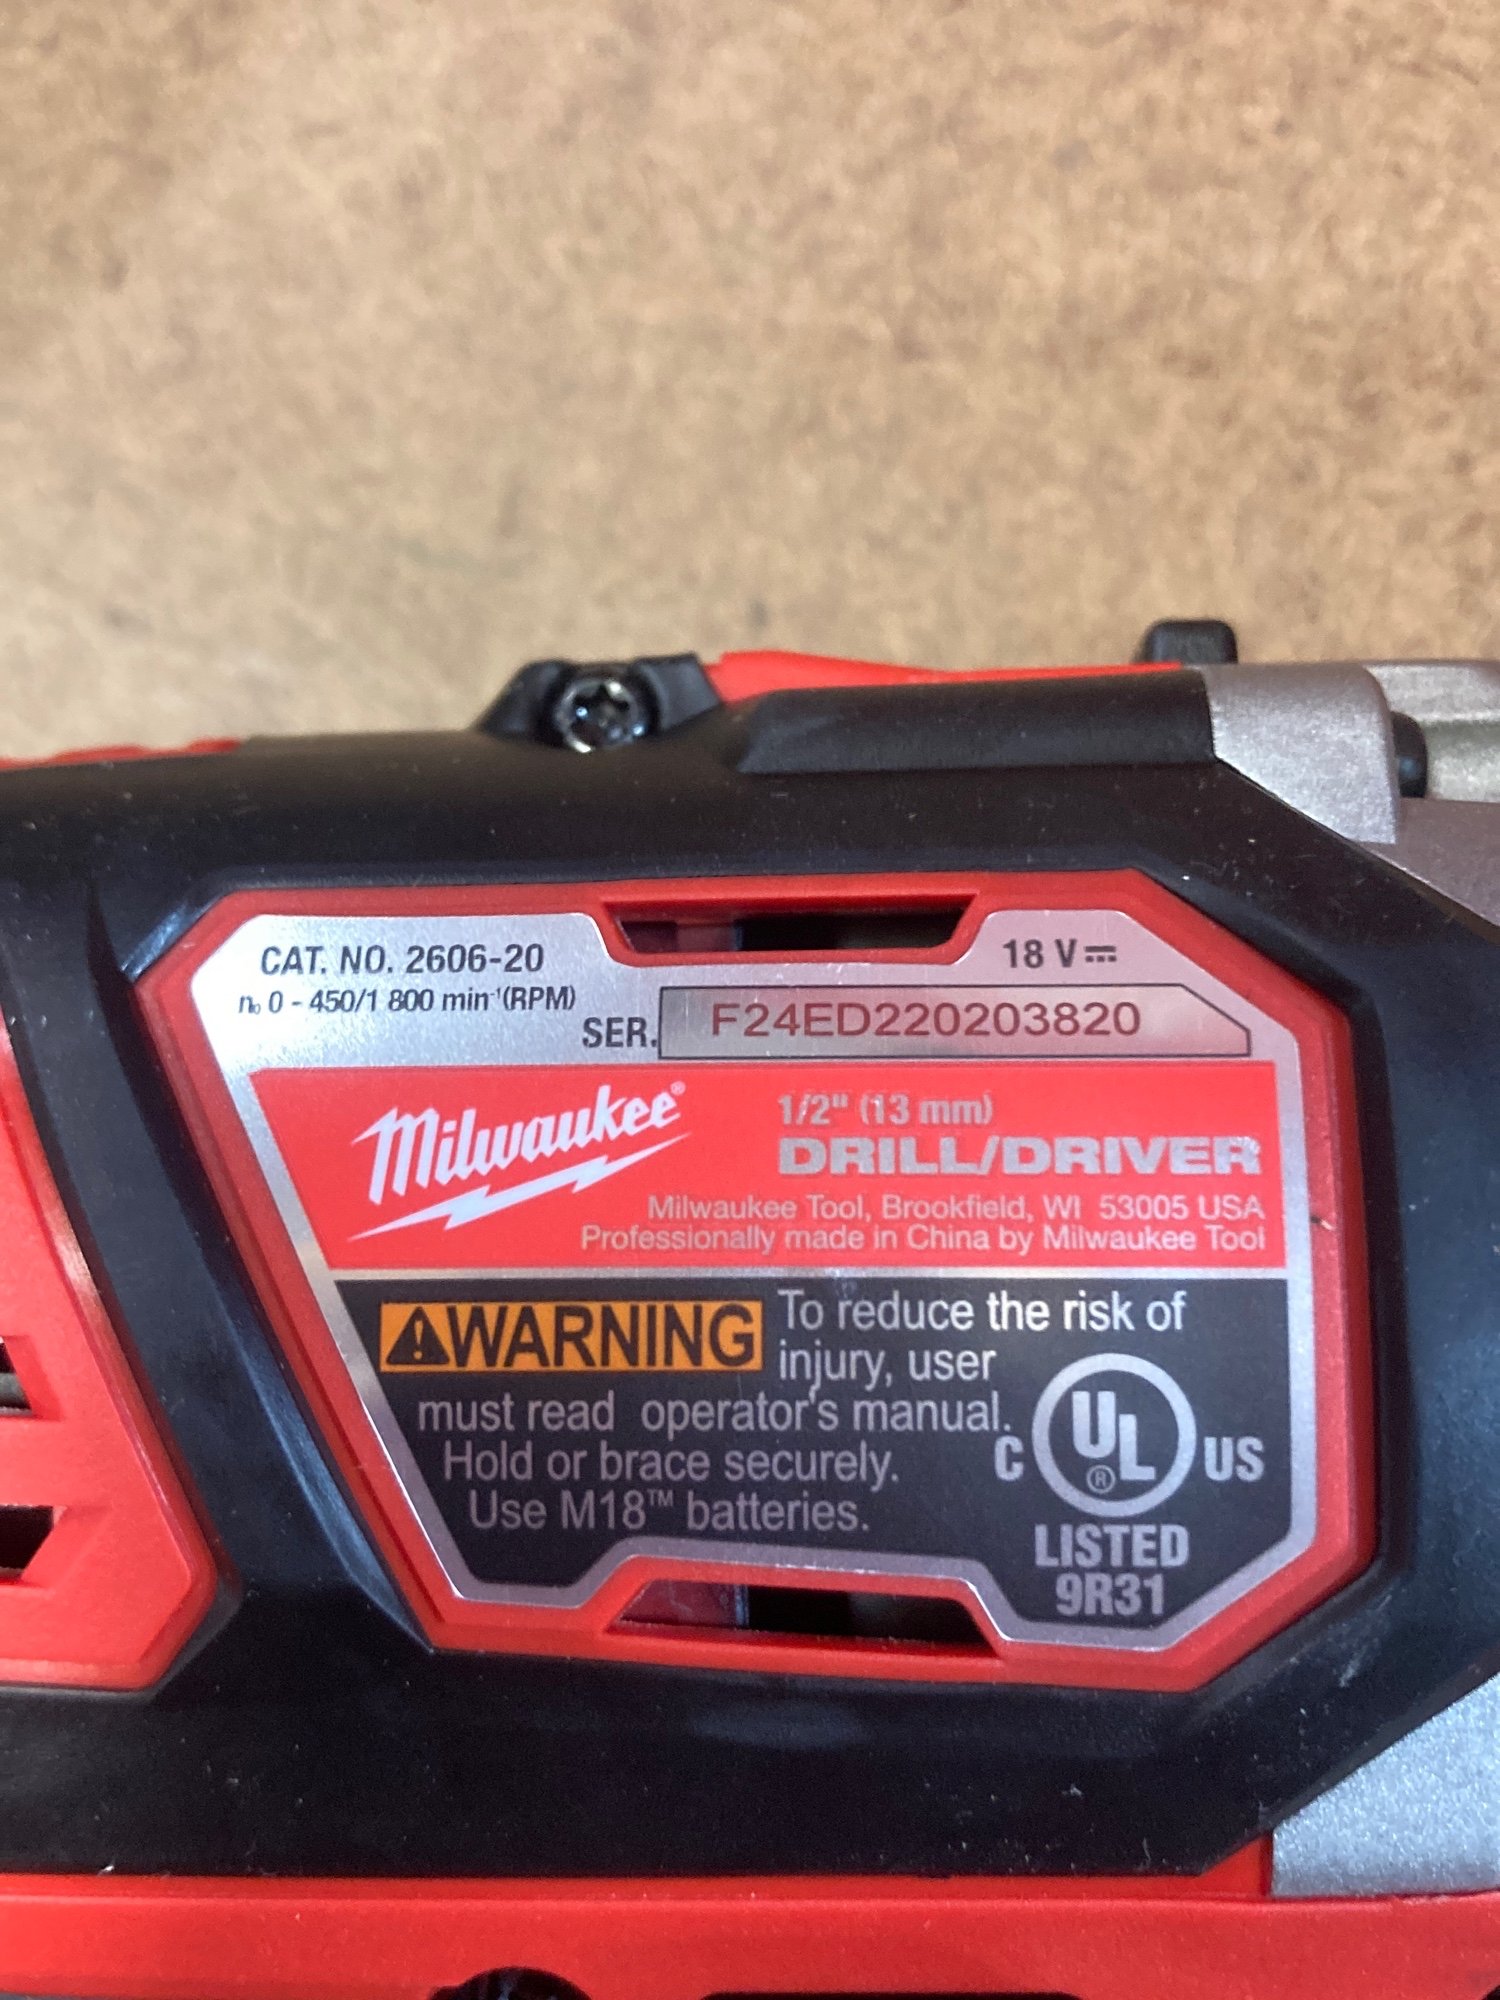 CAT. NO. 2606-20
18 V⎓
n₀ 0 - 450/1 800 min⁻¹(RPM)
SER. F24ED220203820
Milwaukee®
1/2" (13 mm)
DRILL/DRIVER
Milwaukee Tool, Brookfield, WI 53005 USA
Professionally made in China by Milwaukee Tool
⚠WARNING To reduce the risk of
injury, user
must read operator's manual.
Hold or brace securely.
Use M18™ batteries.
C UL® US
LISTED
9R31